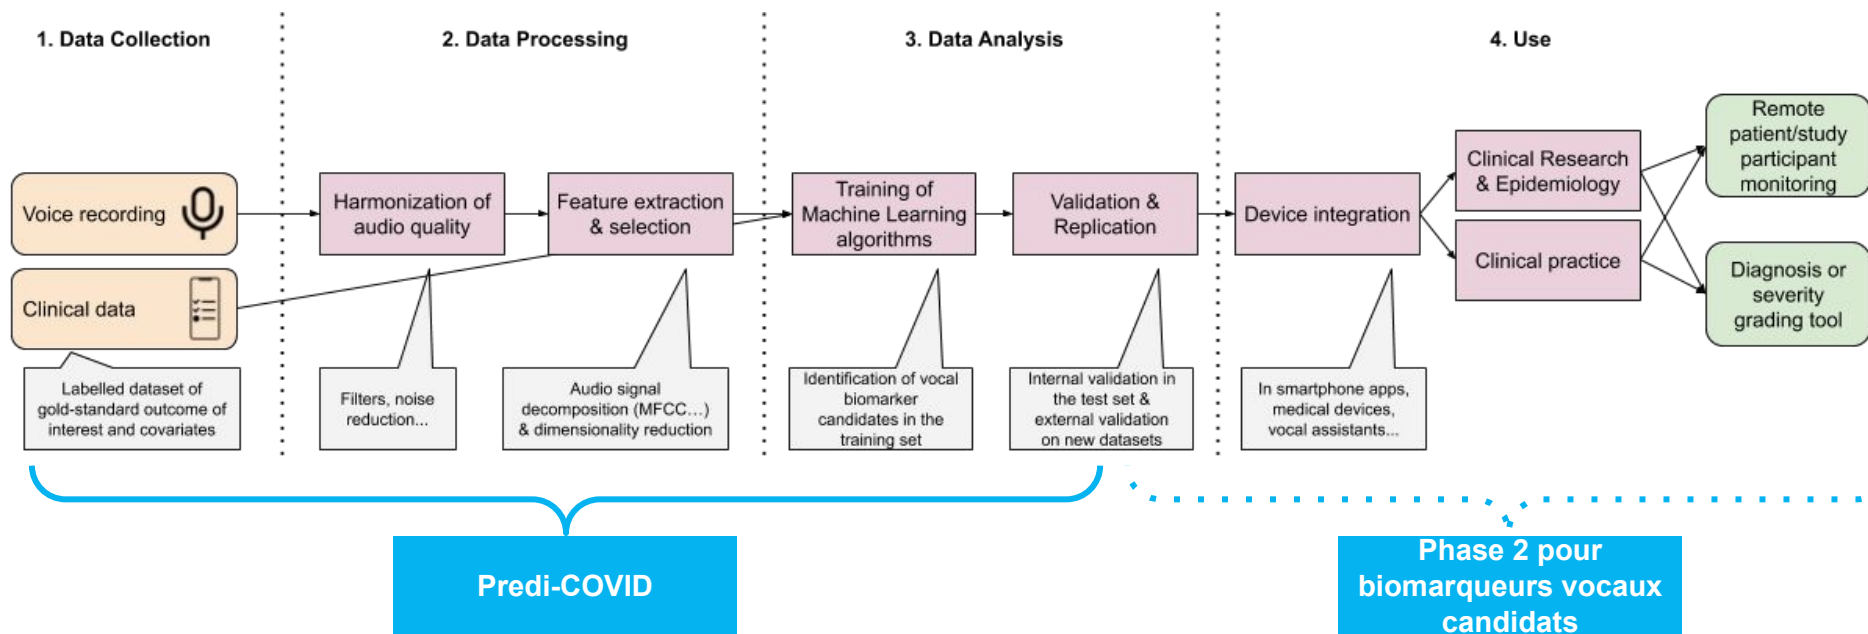 1. Data Collection
2. Data Processing
3. Data Analysis
4. Use
Voice recording
Clinical data
Labelled dataset of
gold-standard outcome of
interest and covariates
Harmonization of
audio quality
Feature extraction
& selection
Filters, noise
reduction...
Audio signal
decomposition (MFCC...)
& dimensionality reduction
Training of
Machine Learning
algorithms
Validation &
Replication
Identification of vocal
biomarker
candidates in the
training set
Internal validation in
the test set &
external validation
on new datasets
Device integration
Clinical Research
& Epidemiology
Clinical practice
In smartphone apps,
medical devices,
vocal assistants...
Remote
patient/study
participant
monitoring
Diagnosis or
severity
grading tool
Predi-COVID
Phase 2 pour
biomarqueurs vocaux
candidats